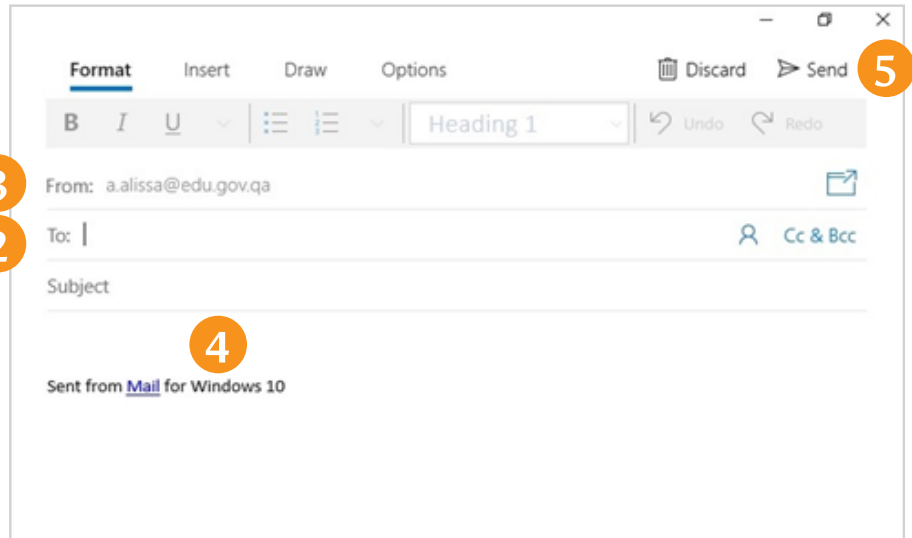 Format Insert Draw Options Discard Send 5
B I U Heading 1 Undo Redo
3 From: a.alissa@edu.gov.qa
2 To: Cc & Bcc
Subject
4
Sent from Mail for Windows 10